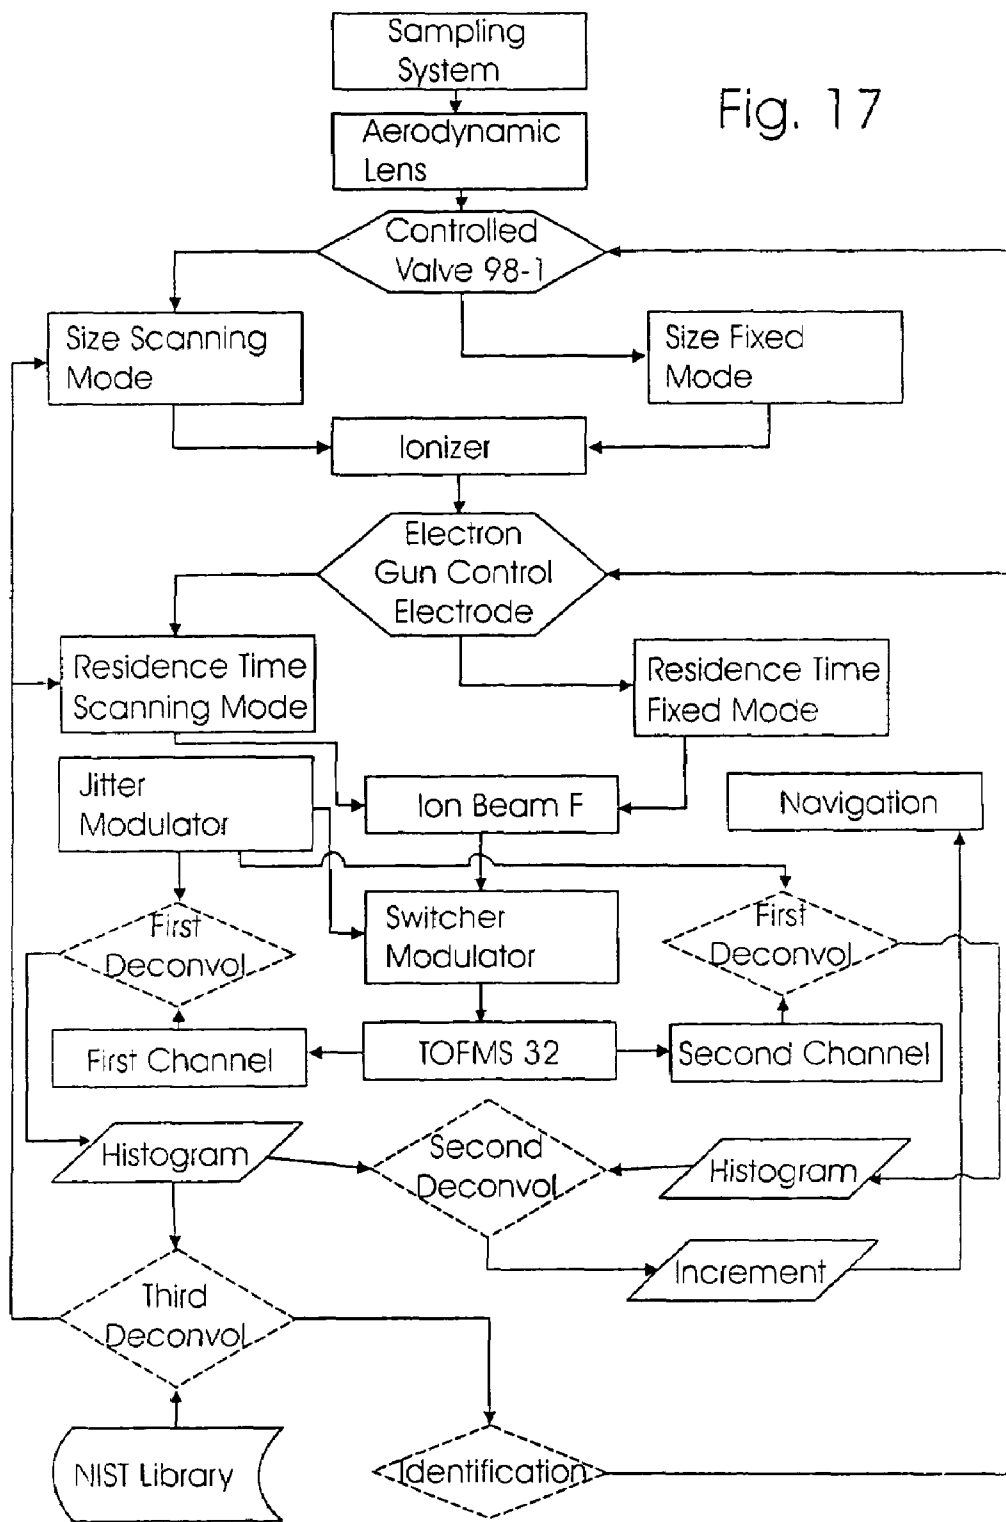 Sampling
System
Fig. 17
Aerodynamic
Lens
Controlled
Valve 98-1
Size Scanning
Mode
Size Fixed
Mode
Ionizer
Electron
Gun Control
Electrode
Residence Time
Scanning Mode
Residence Time
Fixed Mode
Jitter
Modulator
Ion Beam F
Navigation
First
Deconvol
Switcher
Modulator
First
Deconvol
First Channel
TOFMS 32
Second Channel
Histogram
Second
Deconvol
Histogram
Increment
Third
Deconvol
NIST Library
Identification